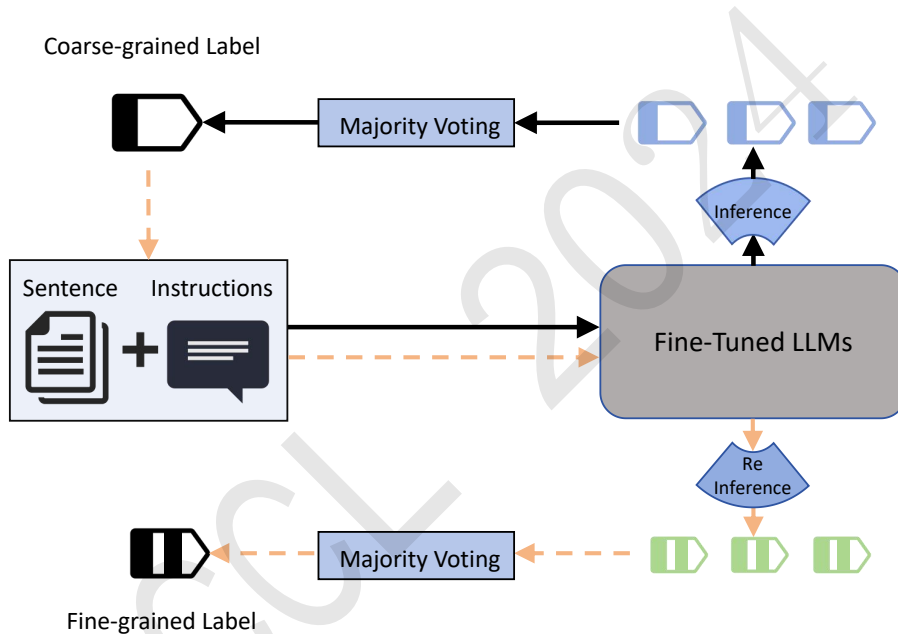 Coarse-grained Label
Majority Voting
Inference
Sentence Instructions
Fine-Tuned LLMs
Re
Inference
Majority Voting
Fine-grained Label
CCL 2024